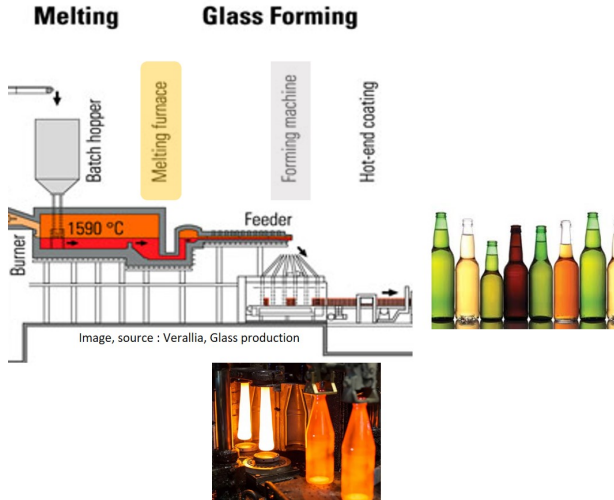 Melting
Glass Forming
Batch hopper
Melting furnace
Forming machine
Hot-end coating
1590 °C
Feeder
Burner
Image, source : Verallia, Glass production